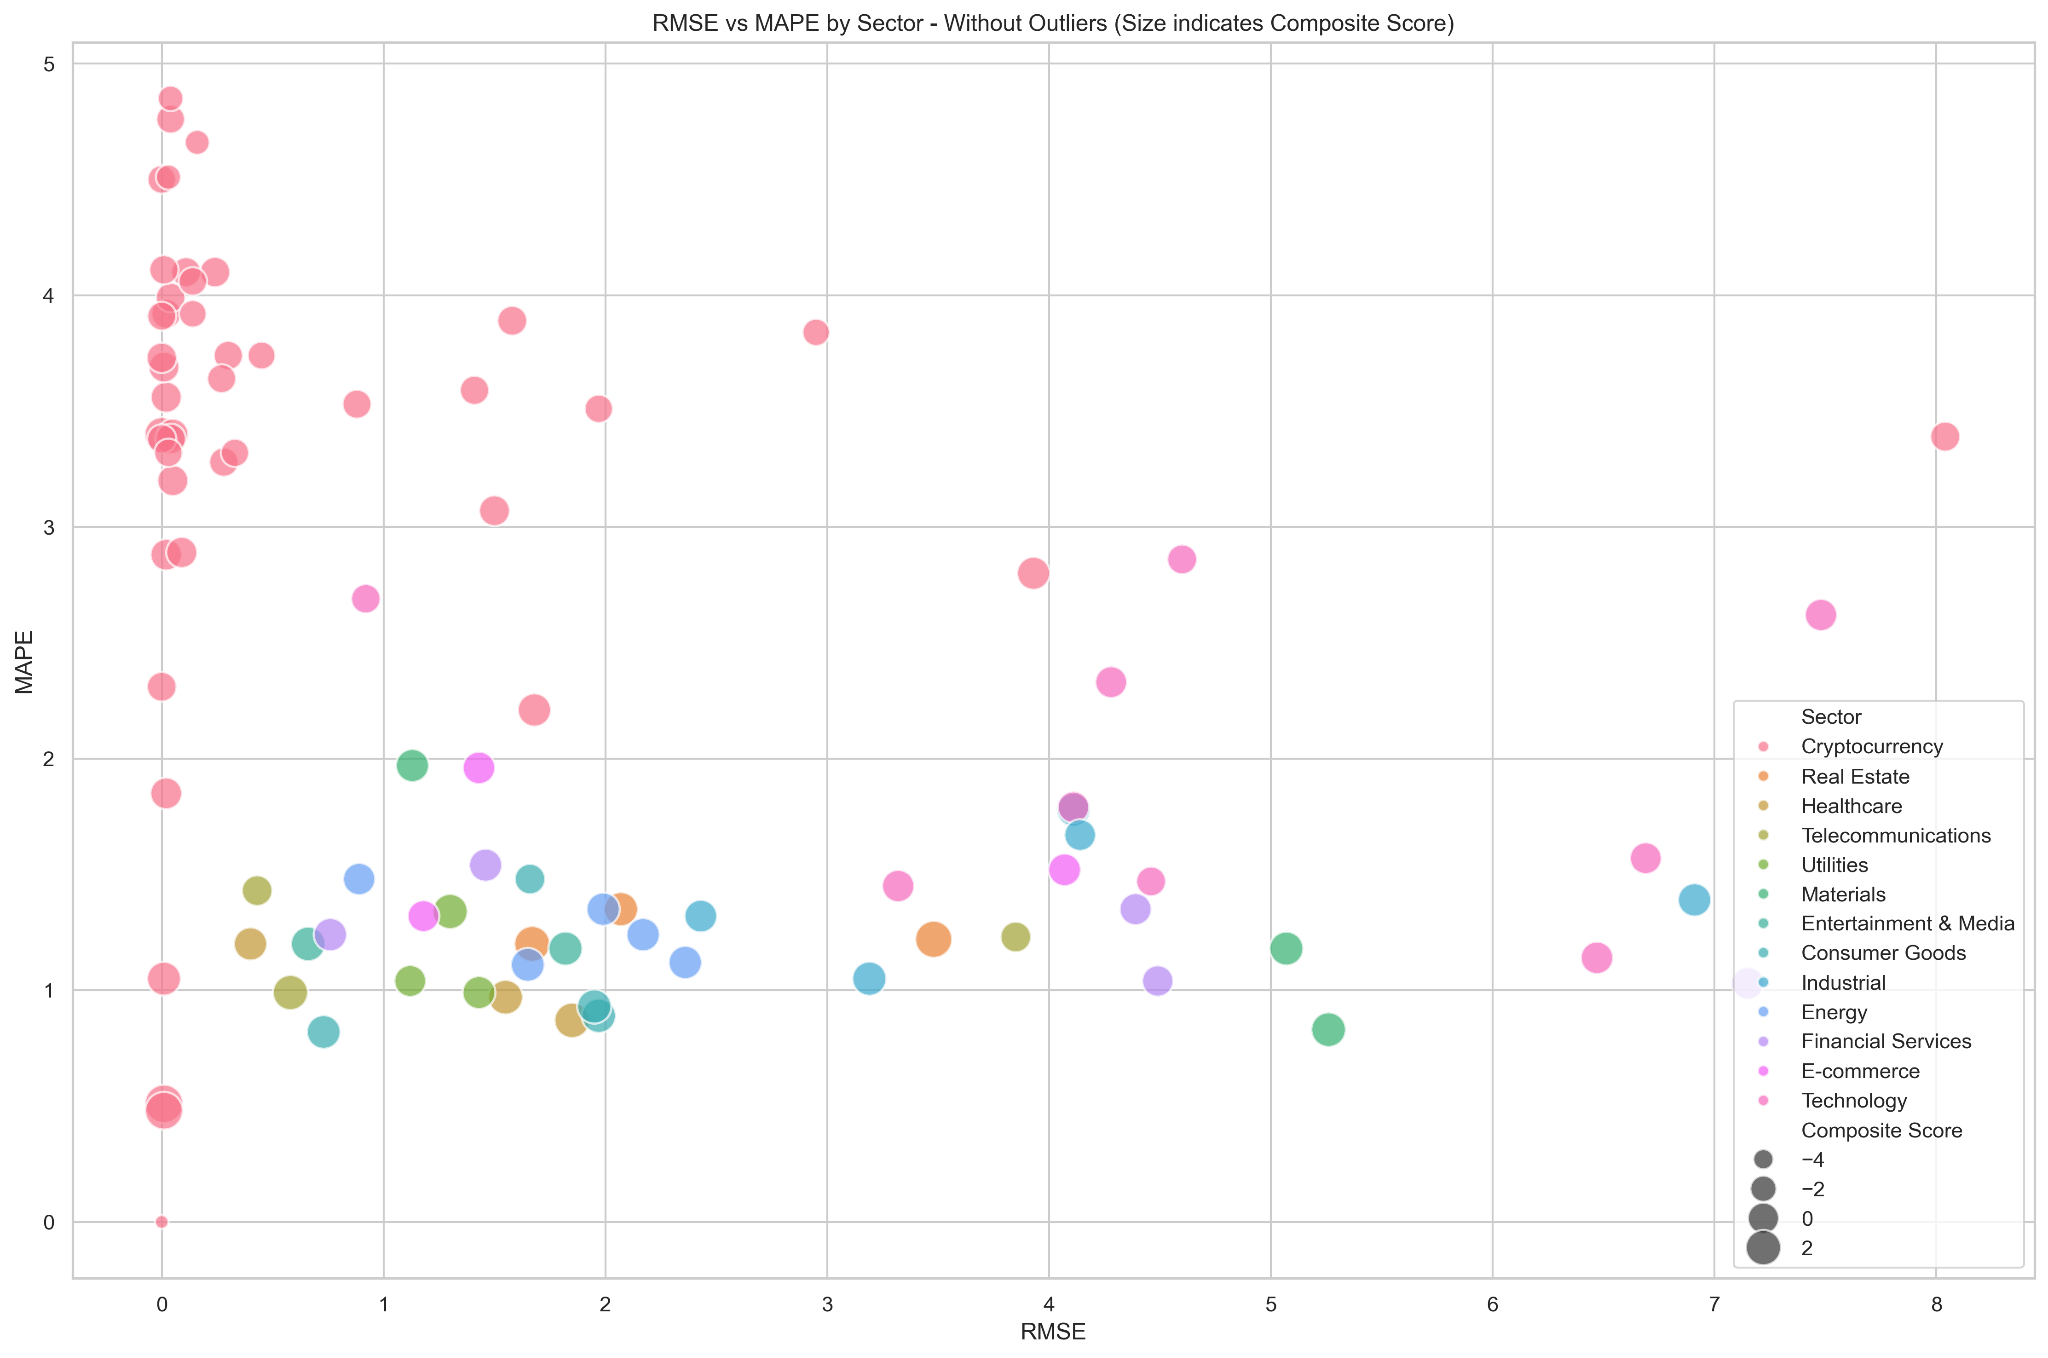 RMSE vs MAPE by Sector - Without Outliers (Size indicates Composite Score)
5
4
3
2
1
0
MAPE
0 1 2 3 4 5 6 7 8
RMSE
Sector
Cryptocurrency
Real Estate
Healthcare
Telecommunications
Utilities
Materials
Entertainment & Media
Consumer Goods
Industrial
Energy
Financial Services
E-commerce
Technology
Composite Score
−4
−2
0
2